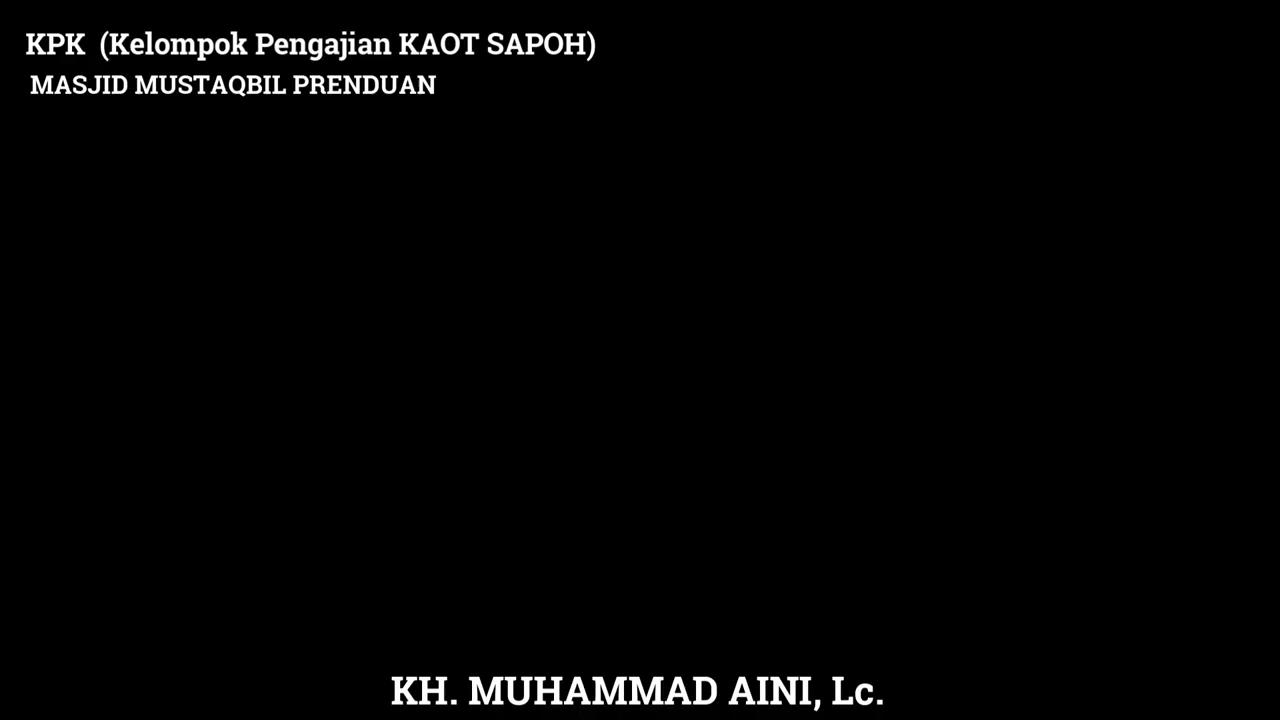 KPK (Kelompok Pengajian KAOT SAPOH)
MASJID MUSTAQBIL PRENDUAN
KH. MUHAMMAD AINI, Lc.